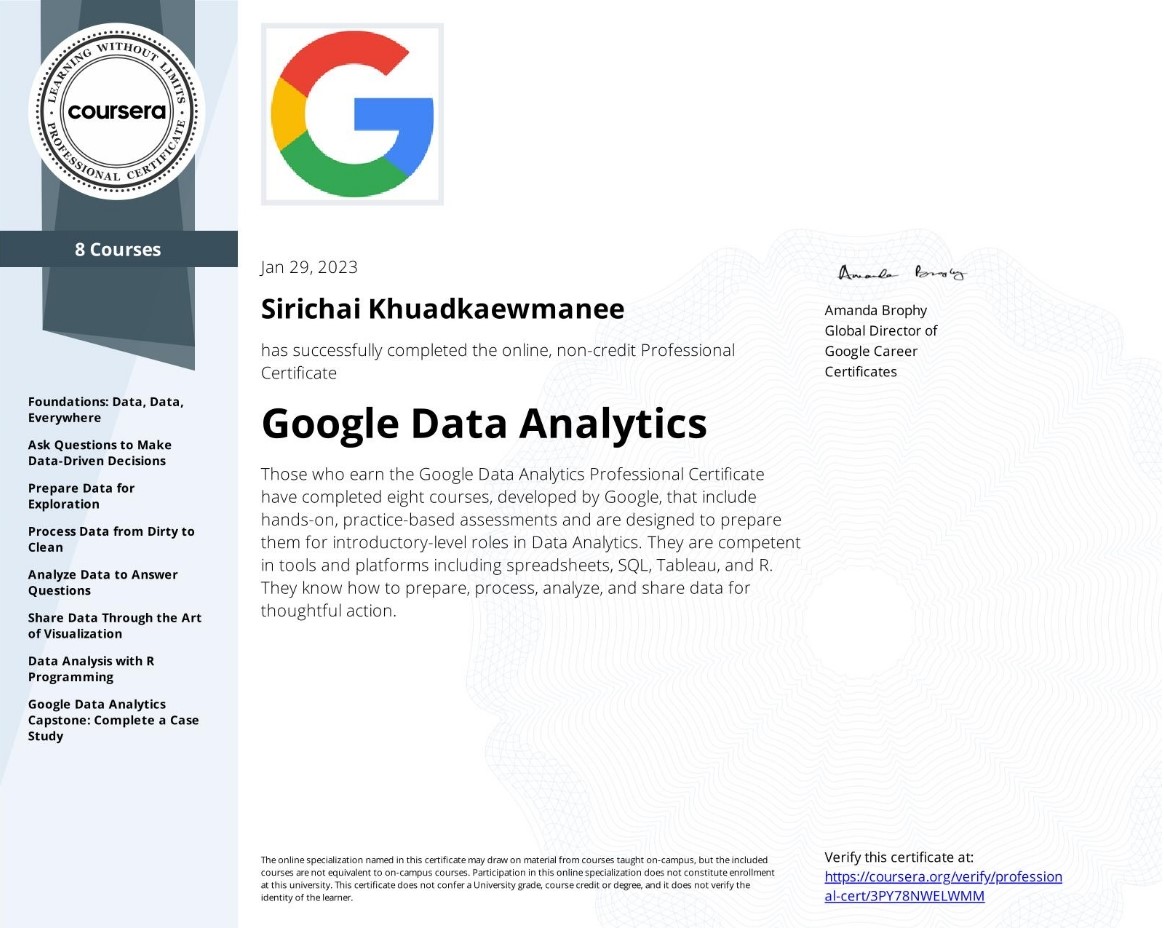 LEARNING WITHOUT LIMITS
coursera
PROFESSIONAL CERTIFICATE
8 Courses
Foundations: Data, Data,
Everywhere
Ask Questions to Make
Data-Driven Decisions
Prepare Data for
Exploration
Process Data from Dirty to
Clean
Analyze Data to Answer
Questions
Share Data Through the Art
of Visualization
Data Analysis with R
Programming
Google Data Analytics
Capstone: Complete a Case
Study
Jan 29, 2023
Sirichai Khuadkaewmanee
has successfully completed the online, non-credit Professional
Certificate
Google Data Analytics
Those who earn the Google Data Analytics Professional Certificate
have completed eight courses, developed by Google, that include
hands-on, practice-based assessments and are designed to prepare
them for introductory-level roles in Data Analytics. They are competent
in tools and platforms including spreadsheets, SQL, Tableau, and R.
They know how to prepare, process, analyze, and share data for
thoughtful action.
Amanda Brophy
Amanda Brophy
Global Director of
Google Career
Certificates
The online specialization named in this certificate may draw on material from courses taught on-campus, but the included
courses are not equivalent to on-campus courses. Participation in this online specialization does not constitute enrollment
at this university. This certificate does not confer a University grade, course credit or degree, and it does not verify the
identity of the learner.
Verify this certificate at:
https://coursera.org/verify/profession
al-cert/3PY78NWELWMM